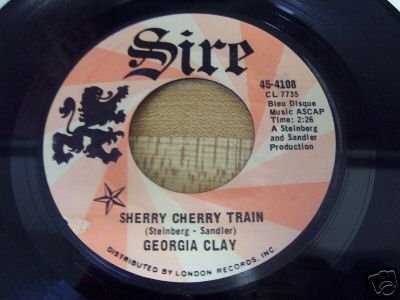 Sire
45-4108
CL 7735
Bleu Disque
Music ASCAP
Time: 2:26
A Steinberg
and Sandler
Production
SHERRY CHERRY TRAIN
(Steinberg - Sandler)
GEORGIA CLAY
DISTRIBUTED BY LONDON RECORDS, INC.